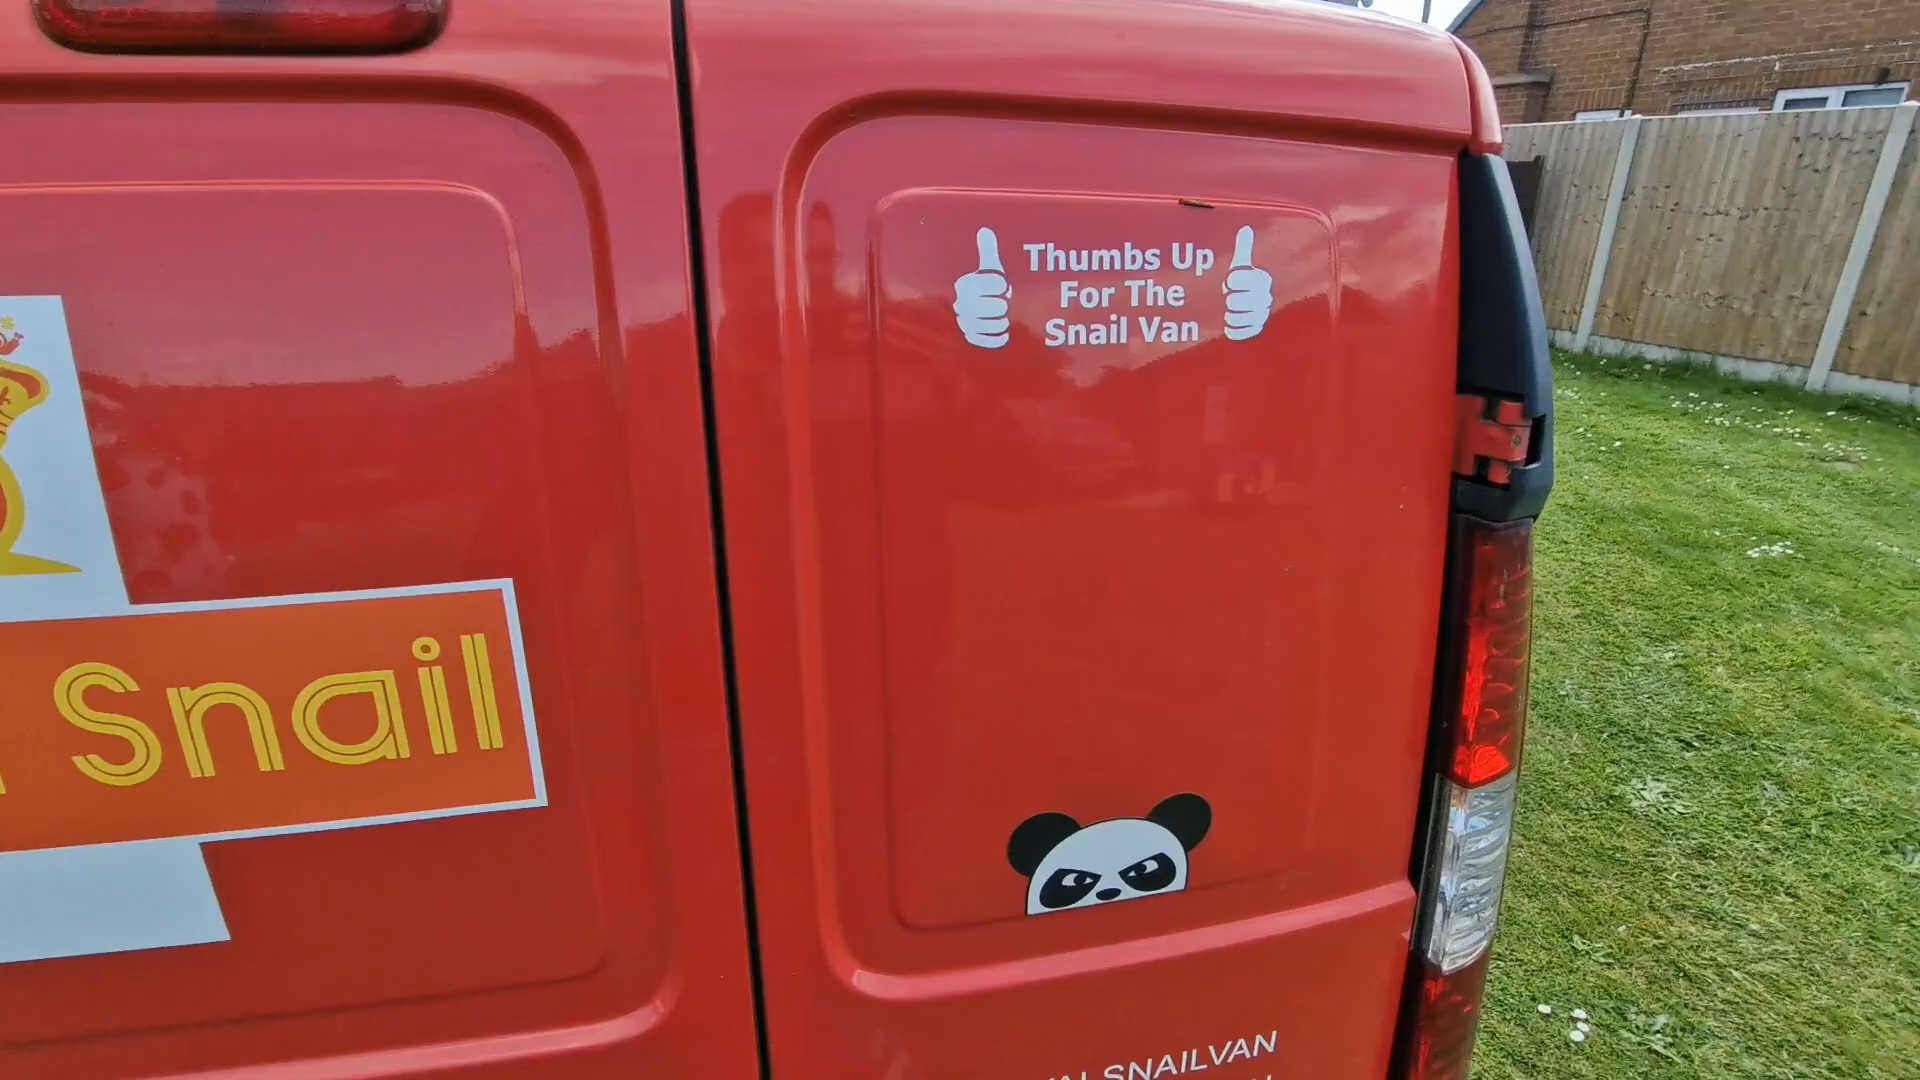 Thumbs Up
For The
Snail Van
Snail
SNAILVAN